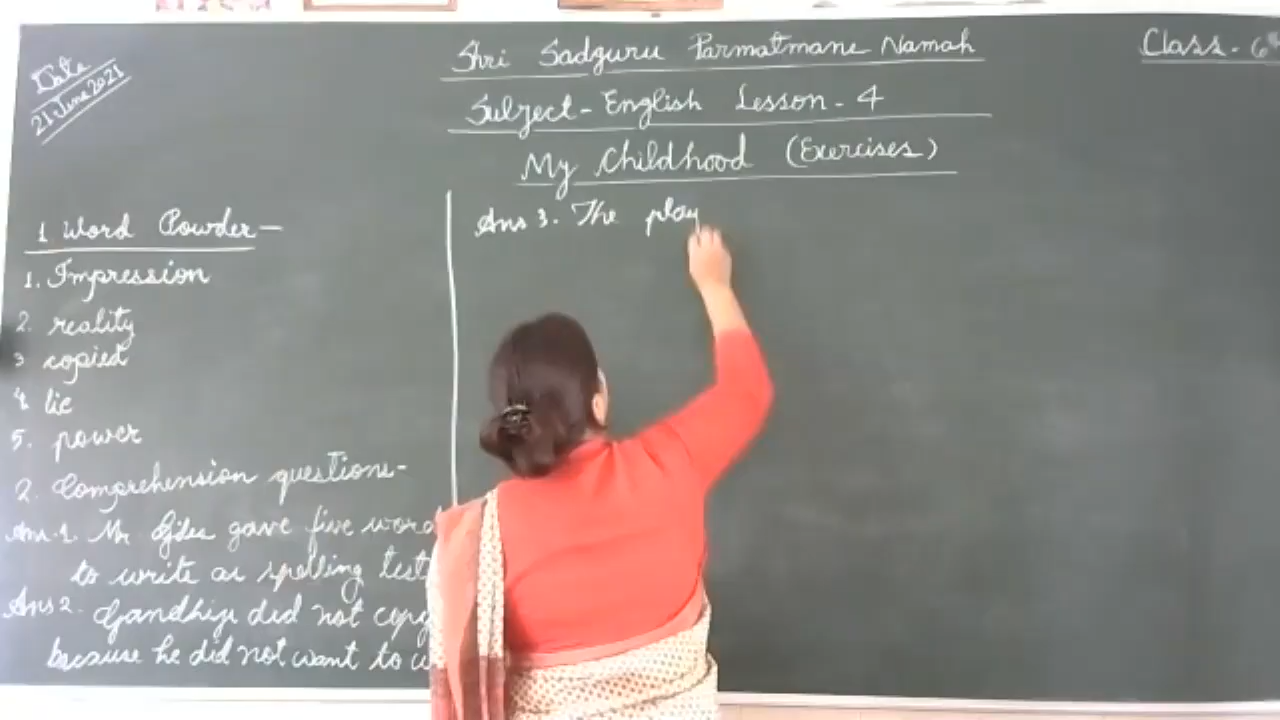 Date
21 June 2021
Shri Sadguru Parmatmane Namah
Class - 6th
Subject - English Lesson - 4
My Childhood (Exercises)
1 Word Powder -
1. Impression
2. reality
3 copied
4. lie
5. power
2. Comprehension questions -
Ans.1. Mr Gilu gave five word
to write as spelling test
Ans 2. Gandhiji did not copy
because he did not want to
Ans 3. The play